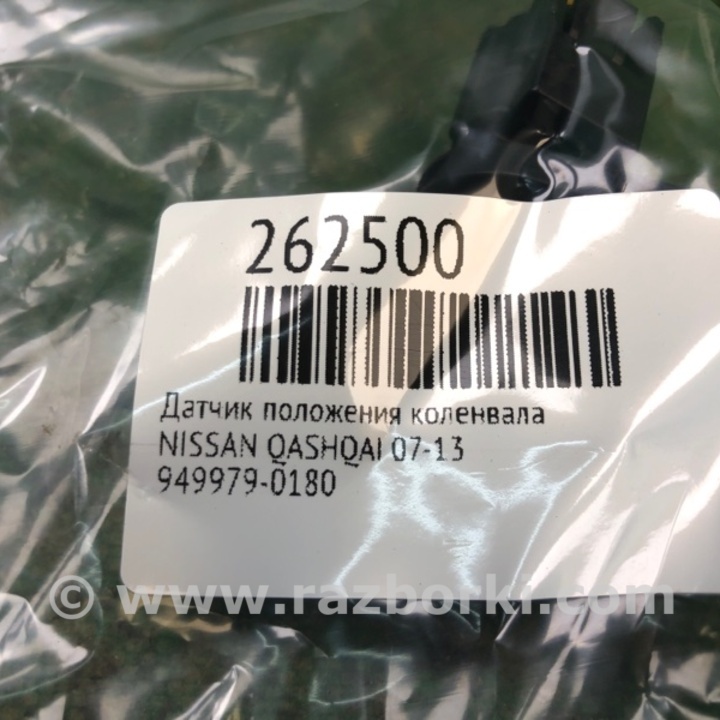 262500
Датчик положения коленвала
NISSAN QASHQAI 07-13
949979-0180
© www.razborki.com